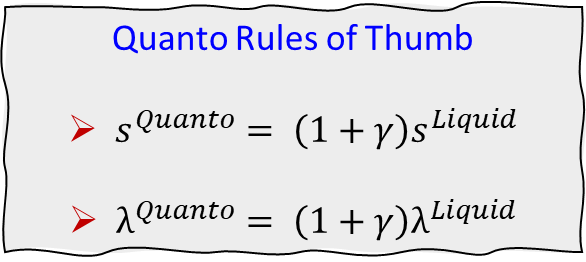 Quanto Rules of Thumb
➢ s^Quanto = (1 + γ)s^Liquid
➢ λ^Quanto = (1 + γ)λ^Liquid